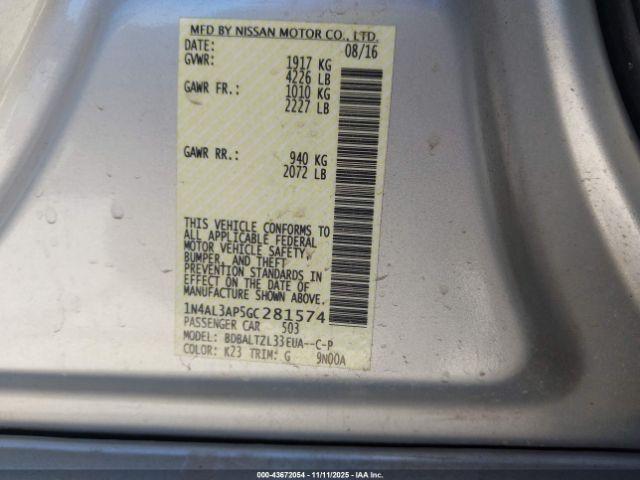 MFD BY NISSAN MOTOR CO., LTD.
DATE: 08/16
GVWR: 1917 KG
4226 LB
GAWR FR.: 1010 KG
2227 LB
GAWR RR.: 940 KG
2072 LB
THIS VEHICLE CONFORMS TO
ALL APPLICABLE FEDERAL
MOTOR VEHICLE SAFETY,
BUMPER, AND THEFT
PREVENTION STANDARDS IN
EFFECT ON THE DATE OF
MANUFACTURE SHOWN ABOVE.
1N4AL3AP5GC281574
PASSENGER CAR 503
MODEL: BDBALTZL33EUA--C-P
COLOR: K23 TRIM: G 9N00A
000-43672054 - 11/11/2025 - IAAI.COM